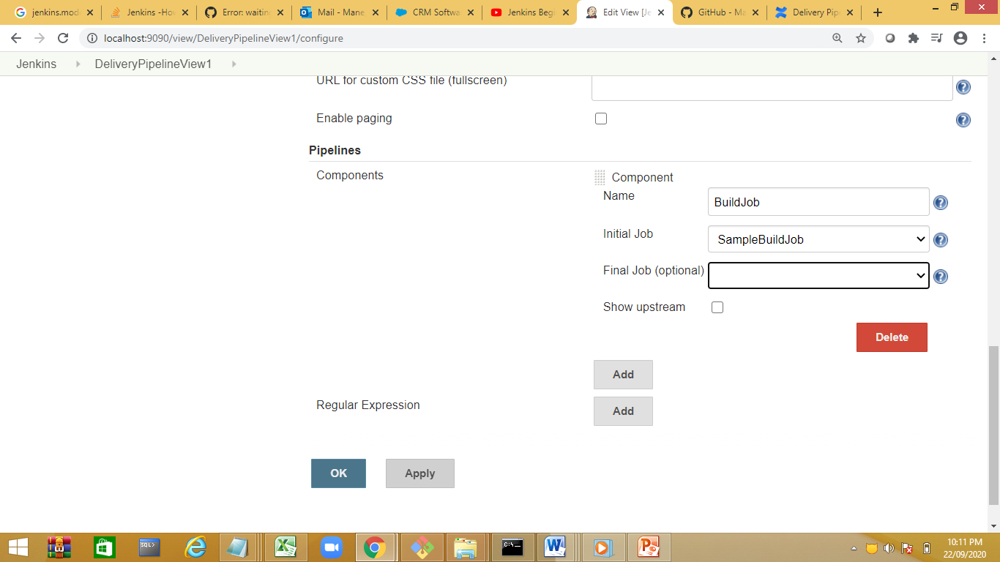 jenkins.mod
Jenkins -Ho
Error: waitin
Mail - Mane
CRM Softwa
Jenkins Begi
Edit View [Je
GitHub - Ma
Delivery Pip
localhost:9090/view/DeliveryPipelineView1/configure
Jenkins
DeliveryPipelineView1
URL for custom CSS file (fullscreen)
Enable paging
Pipelines
Components
Component
Name
BuildJob
Initial Job
SampleBuildJob
Final Job (optional)
Show upstream
Delete
Add
Regular Expression
Add
OK
Apply
SQL>
C:\_
10:11 PM
22/09/2020